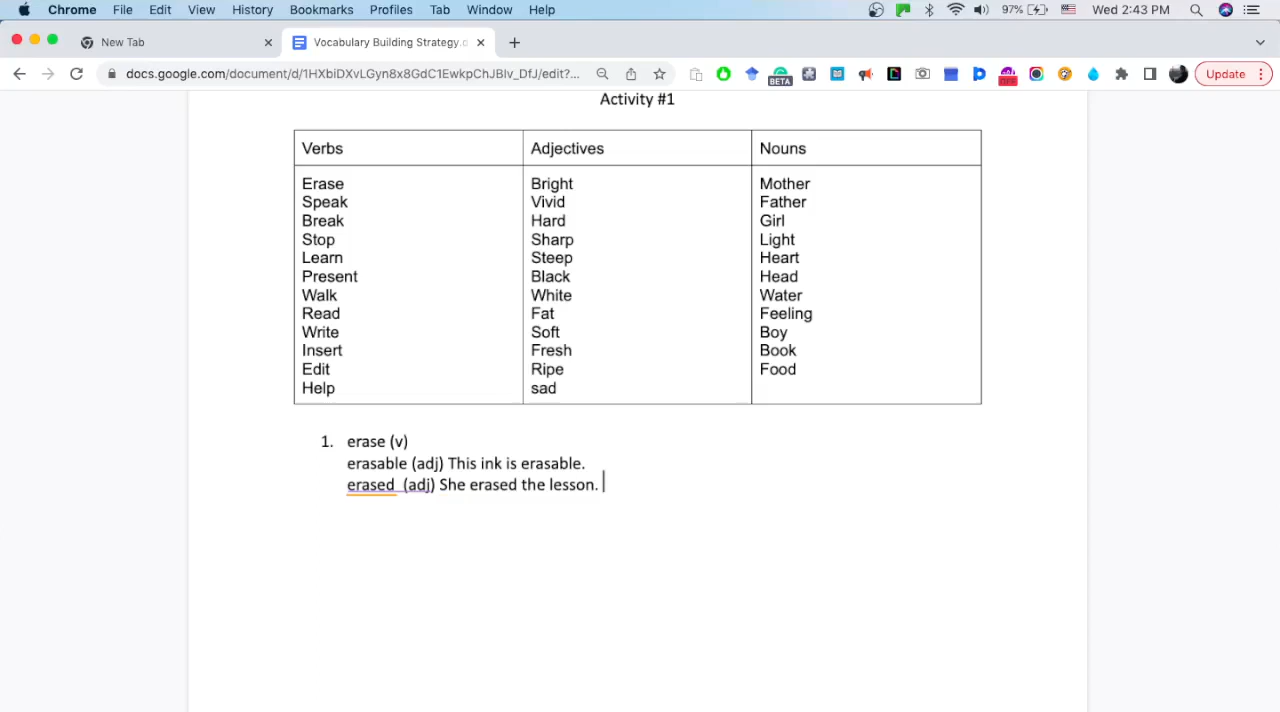 Chrome File Edit View History Bookmarks Profiles Tab Window Help 97% Wed 2:43 PM
New Tab Vocabulary Building Strategy.o
docs.google.com/document/d/1HXbiDXvLGyn8x8GdC1EwkpChJBlv_DfJ/edit?... BETA OFF Update
Activity #1
Verbs Adjectives Nouns
Erase Bright Mother
Speak Vivid Father
Break Hard Girl
Stop Sharp Light
Learn Steep Heart
Present Black Head
Walk White Water
Read Fat Feeling
Write Soft Boy
Insert Fresh Book
Edit Ripe Food
Help sad
1. erase (v)
erasable (adj) This ink is erasable.
erased (adj) She erased the lesson.